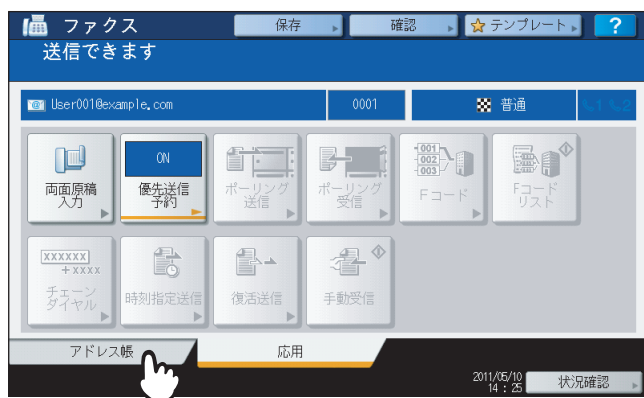 ファクス
保存
確認
テンプレート
?
送信できます
User001@example.com
0001
普通
1 2
両面原稿
入力
ON
優先送信
予約
ポーリング
送信
ポーリング
受信
001
002
003
Fコード
Fコード
リスト
XXXXXX
+XXXX
チェーン
ダイヤル
時刻指定送信
復活送信
手動受信
アドレス帳
応用
2011/05/10
14:25
状況確認